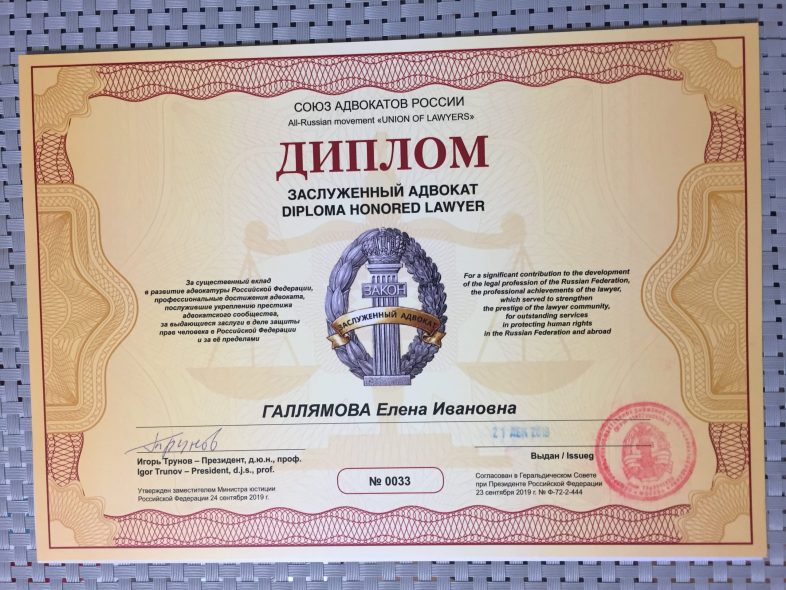 СОЮЗ АДВОКАТОВ РОССИИ
All-Russian movement «UNION OF LAWYERS»
ДИПЛОМ
ЗАСЛУЖЕННЫЙ АДВОКАТ
DIPLOMA HONORED LAWYER
За существенный вклад
в развитие адвокатуры Российской Федерации,
профессиональные достижения адвоката,
послужившие укреплению престижа
адвокатского сообщества,
за выдающиеся заслуги в деле защиты
прав человека в Российской Федерации
и за её пределами
ЗАКОН
ЗАСЛУЖЕННЫЙ АДВОКАТ
For a significant contribution to the development
of the legal profession of the Russian Federation,
the professional achievements of the lawyer,
which served to strengthen
the prestige of the lawyer community,
for outstanding services
in protecting human rights
in the Russian Federation and abroad
ГАЛЛЯМОВА Елена Ивановна
Трунов
21 ДЕК 2019
Игорь Трунов – Президент, д.ю.н., проф.
Igor Trunov – President, d.j.s., prof.
Выдан / Issueg
Утвержден заместителем Министра юстиции
Российской Федерации 24 сентября 2019 г.
№ 0033
Согласован в Геральдическом Совете
при Президенте Российской Федерации
23 сентября 2019 г. № Ф-72-2-444